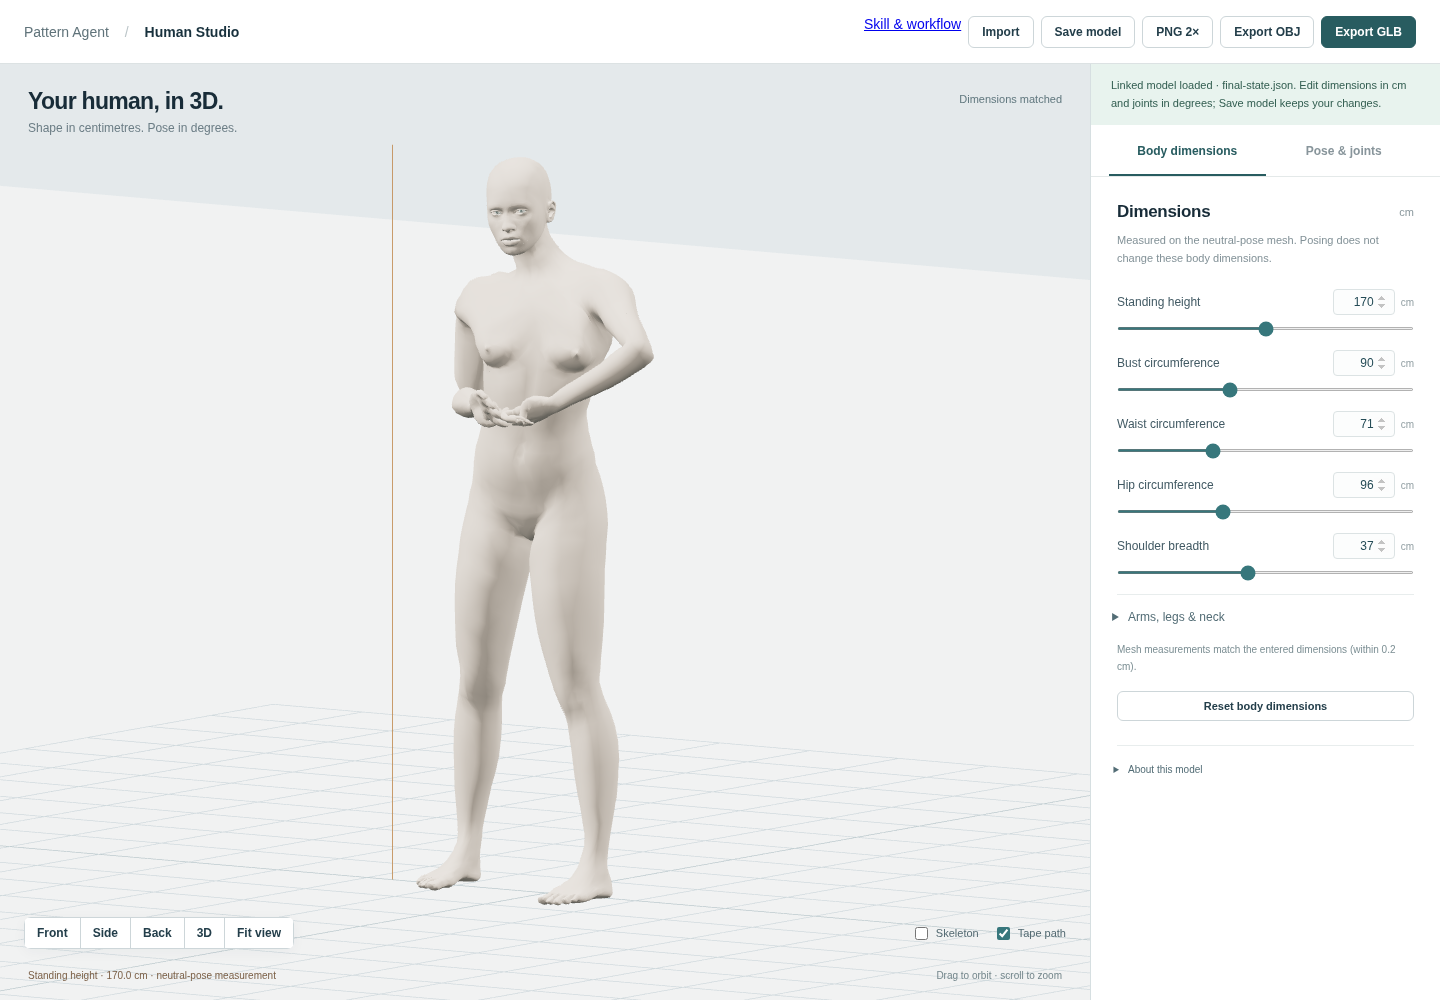 Pattern Agent / Human Studio
Skill & workflow
Import
Save model
PNG 2×
Export OBJ
Export GLB
Your human, in 3D.
Shape in centimetres. Pose in degrees.
Dimensions matched
Linked model loaded · final-state.json. Edit dimensions in cm
and joints in degrees; Save model keeps your changes.
Body dimensions
Pose & joints
Dimensions
cm
Measured on the neutral-pose mesh. Posing does not
change these body dimensions.
Standing height 170 cm
Bust circumference 90 cm
Waist circumference 71 cm
Hip circumference 96 cm
Shoulder breadth 37 cm
Arms, legs & neck
Mesh measurements match the entered dimensions (within 0.2
cm).
Reset body dimensions
About this model
Front
Side
Back
3D
Fit view
Skeleton
Tape path
Standing height · 170.0 cm · neutral-pose measurement
Drag to orbit · scroll to zoom